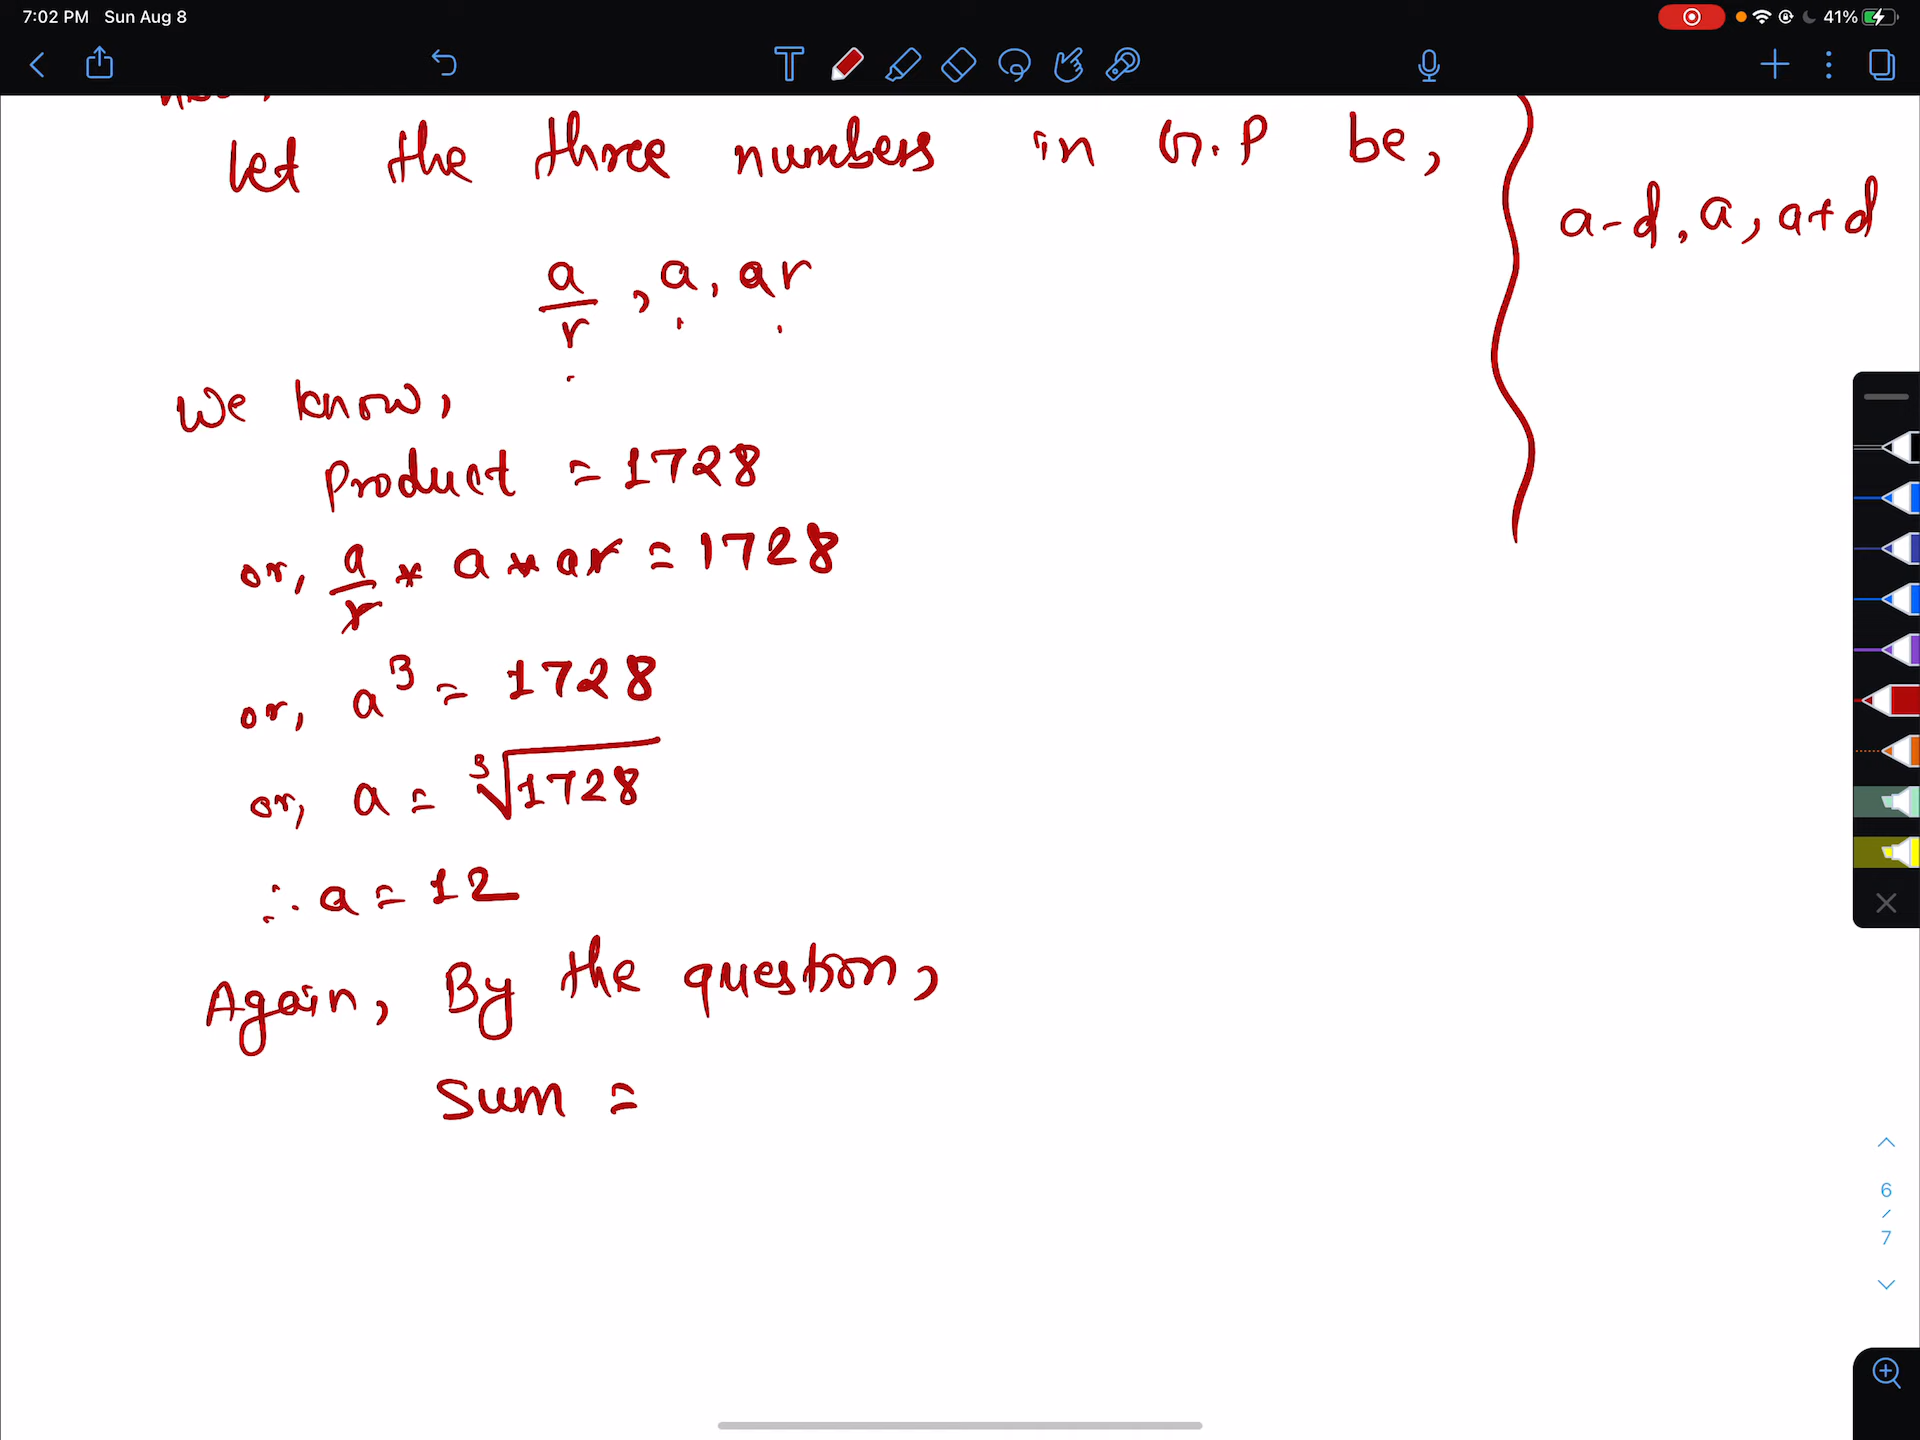 7:02 PM Sun Aug 8
41%
let the three numbers in G.P be,
a-d, a, a+d
a/r, a, ar
We know,
Product = 1728
or, a/r * a * ar = 1728
or, a³ = 1728
or, a = ³√1728
∴ a = 12
Again, By the question,
Sum =
6
/
7